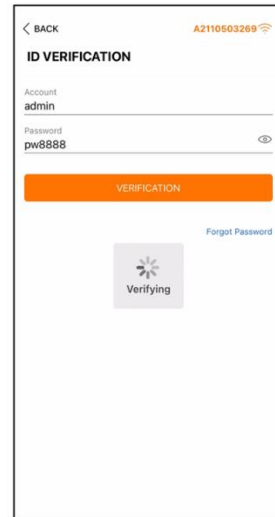 BACK
A2110503269
ID VERIFICATION
Account
admin
Password
pw8888
VERIFICATION
Forgot Password
Verifying